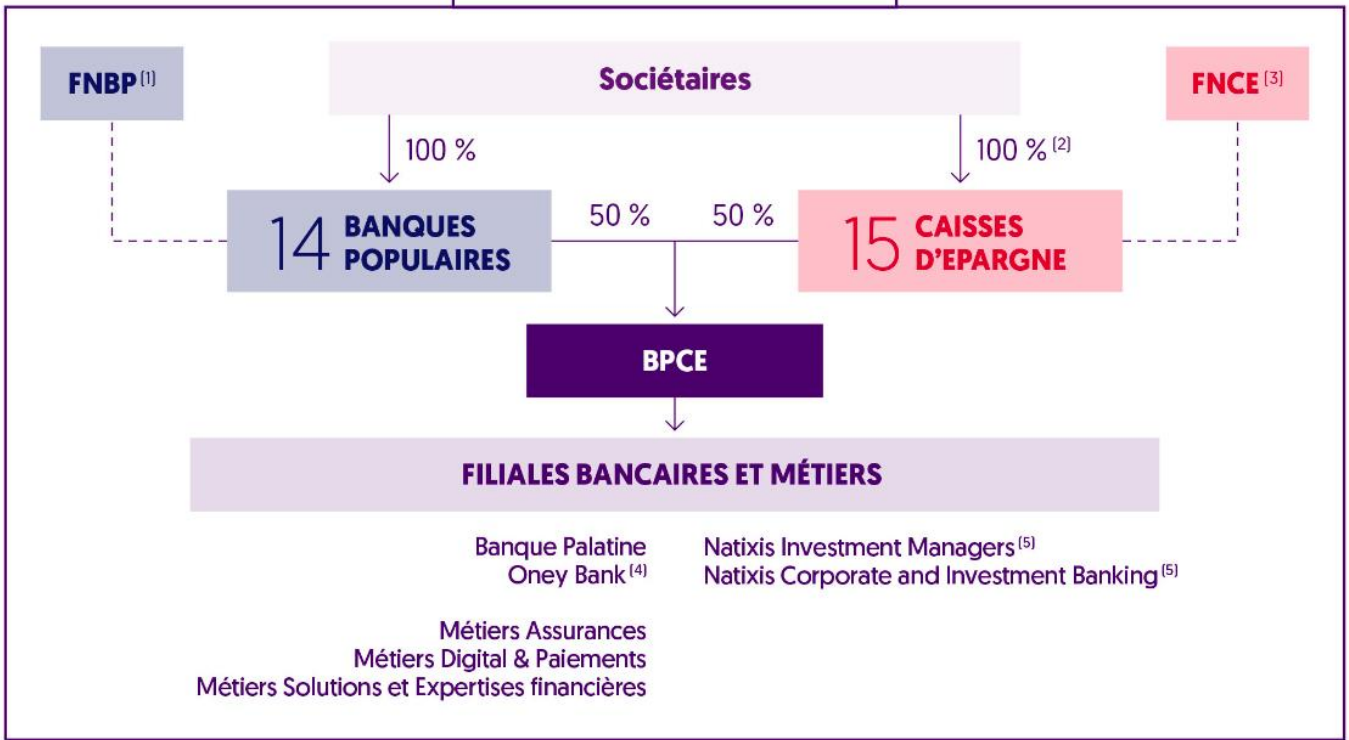 FNBP (1)
Sociétaires
FNCE (3)
100 %
100 % (2)
14 BANQUES
POPULAIRES
50 %
50 %
15 CAISSES
D'EPARGNE
BPCE
FILIALES BANCAIRES ET MÉTIERS
Banque Palatine
Oney Bank (4)
Natixis Investment Managers (5)
Natixis Corporate and Investment Banking (5)
Métiers Assurances
Métiers Digital & Paiements
Métiers Solutions et Expertises financières